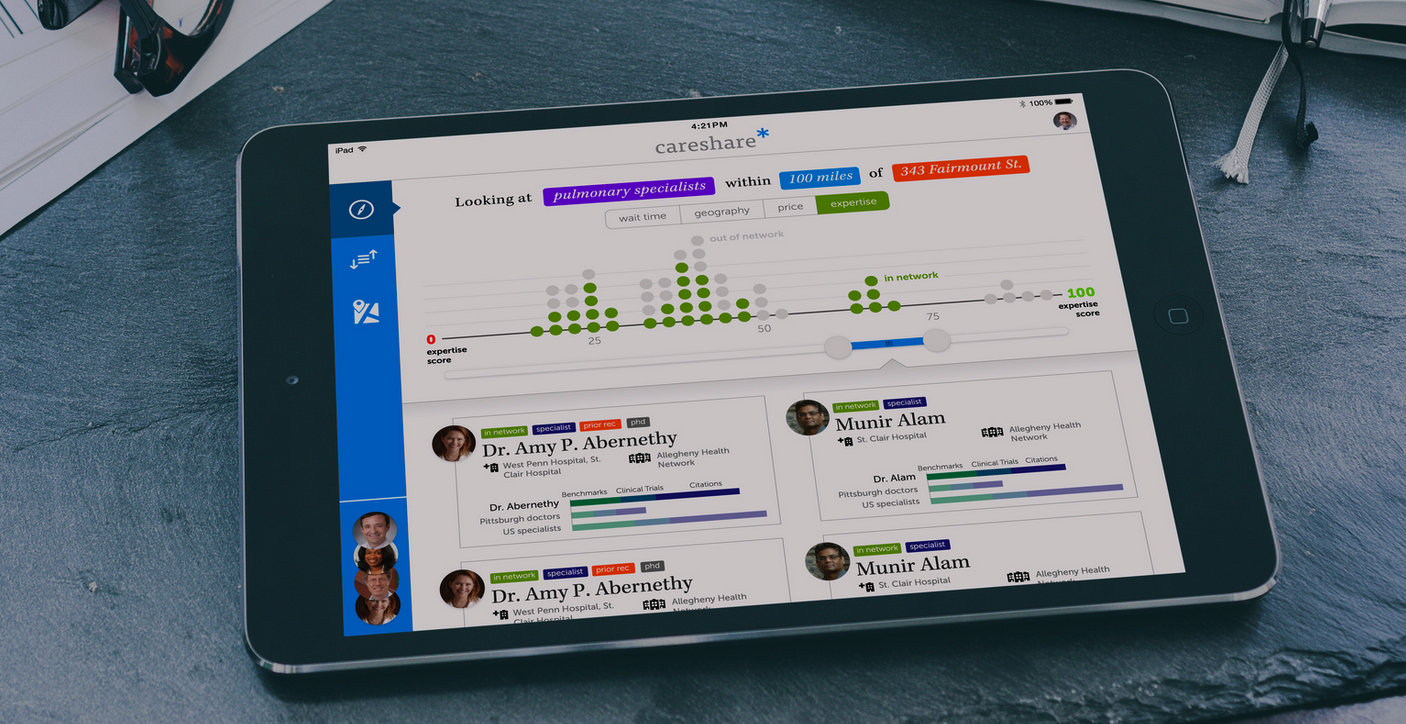 iPad
4:21PM
100%
careshare*
Looking at pulmonary specialists within 100 miles of 343 Fairmount St.
wait time geography price expertise
out of network
in network
0
expertise
score
25
50
75
100
expertise
score
in network specialist prior rec phd
Dr. Amy P. Abernethy
West Penn Hospital, St.
Clair Hospital
Allegheny Health
Network
Benchmarks Clinical Trials Citations
Dr. Abernethy
Pittsburgh doctors
US specialists
in network specialist
Munir Alam
St. Clair Hospital
Allegheny Health
Network
Benchmarks Clinical Trials Citations
Dr. Alam
Pittsburgh doctors
US specialists
in network specialist prior rec phd
Dr. Amy P. Abernethy
West Penn Hospital, St.
Clair Hospital
Allegheny Health
Network
in network specialist
Munir Alam
St. Clair Hospital
Allegheny Health